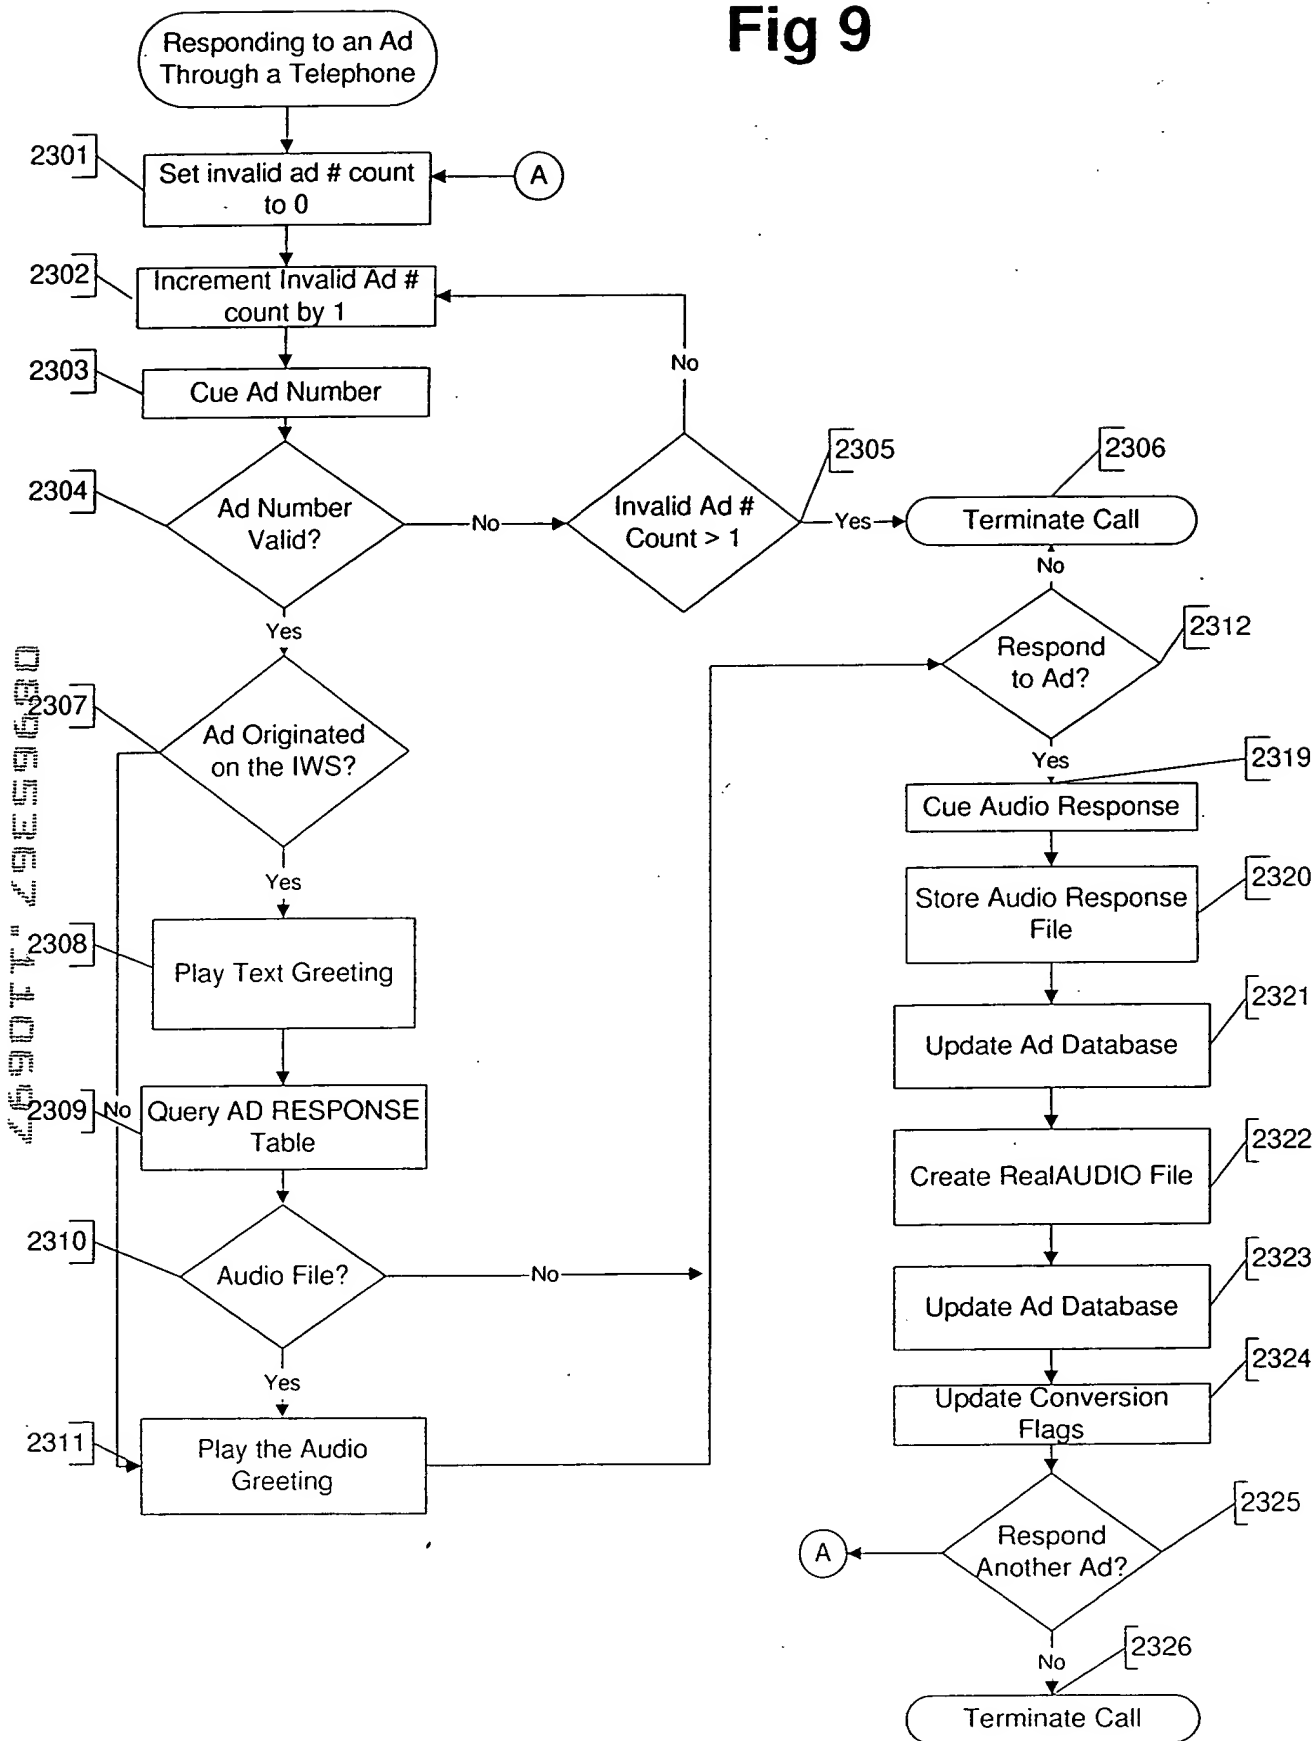 Fig 9
Responding to an Ad
Through a Telephone
2301
Set invalid ad # count
to 0
A
2302
Increment Invalid Ad #
count by 1
No
2303
Cue Ad Number
2304
Ad Number
Valid?
No
2305
Invalid Ad #
Count > 1
Yes
2306
Terminate Call
No
2312
Respond
to Ad?
Yes
Yes
2307
Ad Originated
on the IWS?
Yes
No
2308
Play Text Greeting
2309
Query AD RESPONSE
Table
2310
Audio File?
No
Yes
2311
Play the Audio
Greeting
2319
Cue Audio Response
2320
Store Audio Response
File
2321
Update Ad Database
2322
Create RealAUDIO File
2323
Update Ad Database
2324
Update Conversion
Flags
2325
Respond
Another Ad?
A
No
2326
Terminate Call
08965367.110697